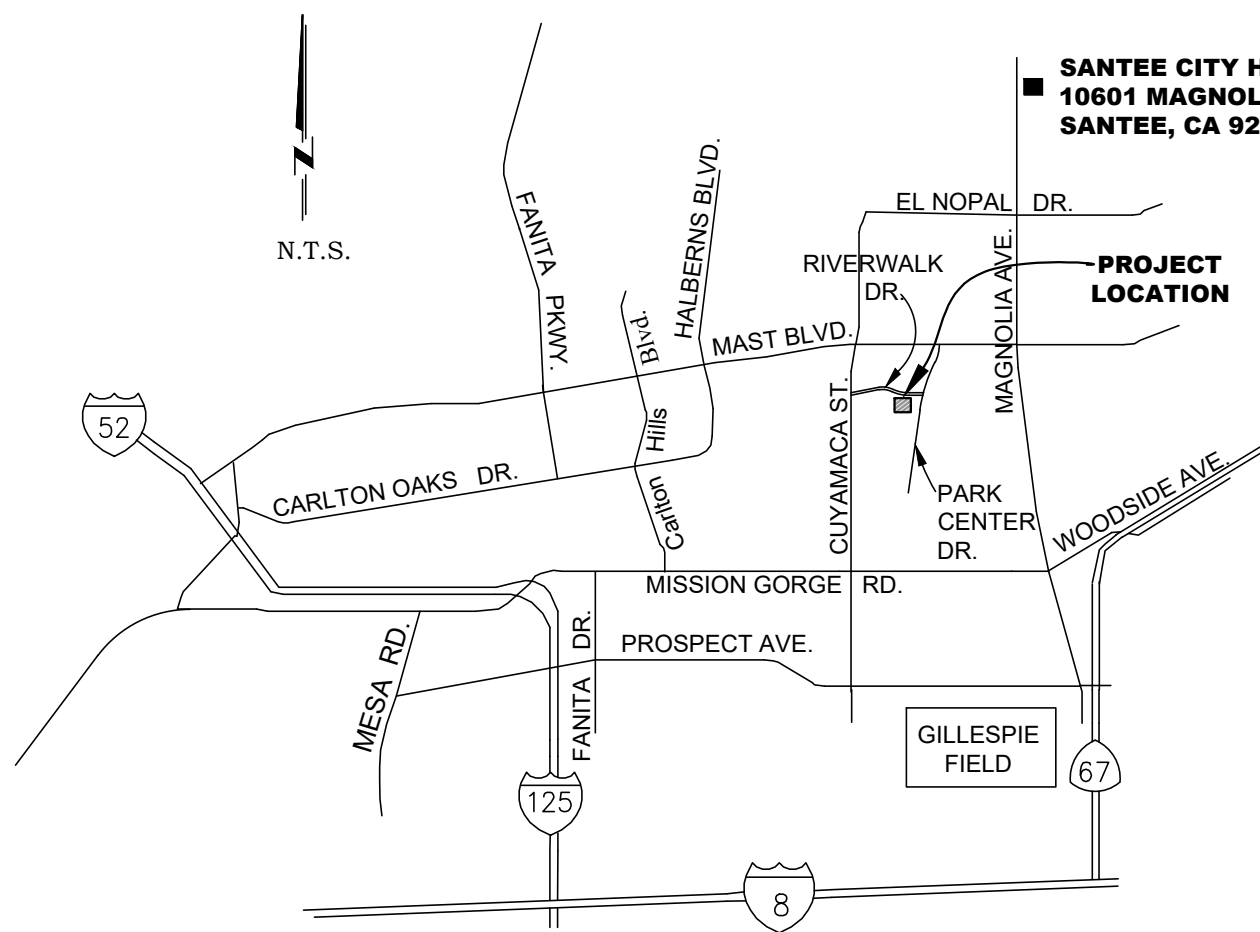 SANTEE CITY H
10601 MAGNOL
SANTEE, CA 92
N.T.S.
FANITA PKWY.
HALBERNS BLVD.
EL NOPAL DR.
RIVERWALK
DR.
MAGNOLIA AVE.
PROJECT
LOCATION
Carlton Hills Blvd.
MAST BLVD.
52
CUYAMACA ST.
CARLTON OAKS DR.
PARK
CENTER
DR.
WOODSIDE AVE.
MISSION GORGE RD.
MESA RD.
FANITA DR.
PROSPECT AVE.
GILLESPIE
FIELD
67
125
8